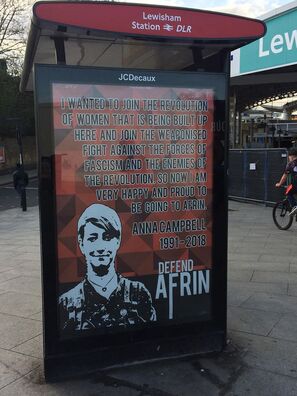 Lewisham
Station DLR
JCDecaux
I WANTED TO JOIN THE REVOLUTION
OF WOMEN THAT IS BEING BUILT UP
HERE AND JOIN THE WEAPONISED
FIGHT AGAINST THE FORCES OF
FASCISM AND THE ENEMIES OF
THE REVOLUTION. SO NOW I AM
VERY HAPPY AND PROUD TO
BE GOING TO AFRIN.
ANNA CAMPBELL
1991-2018
DEFEND
AFRIN
Lewi